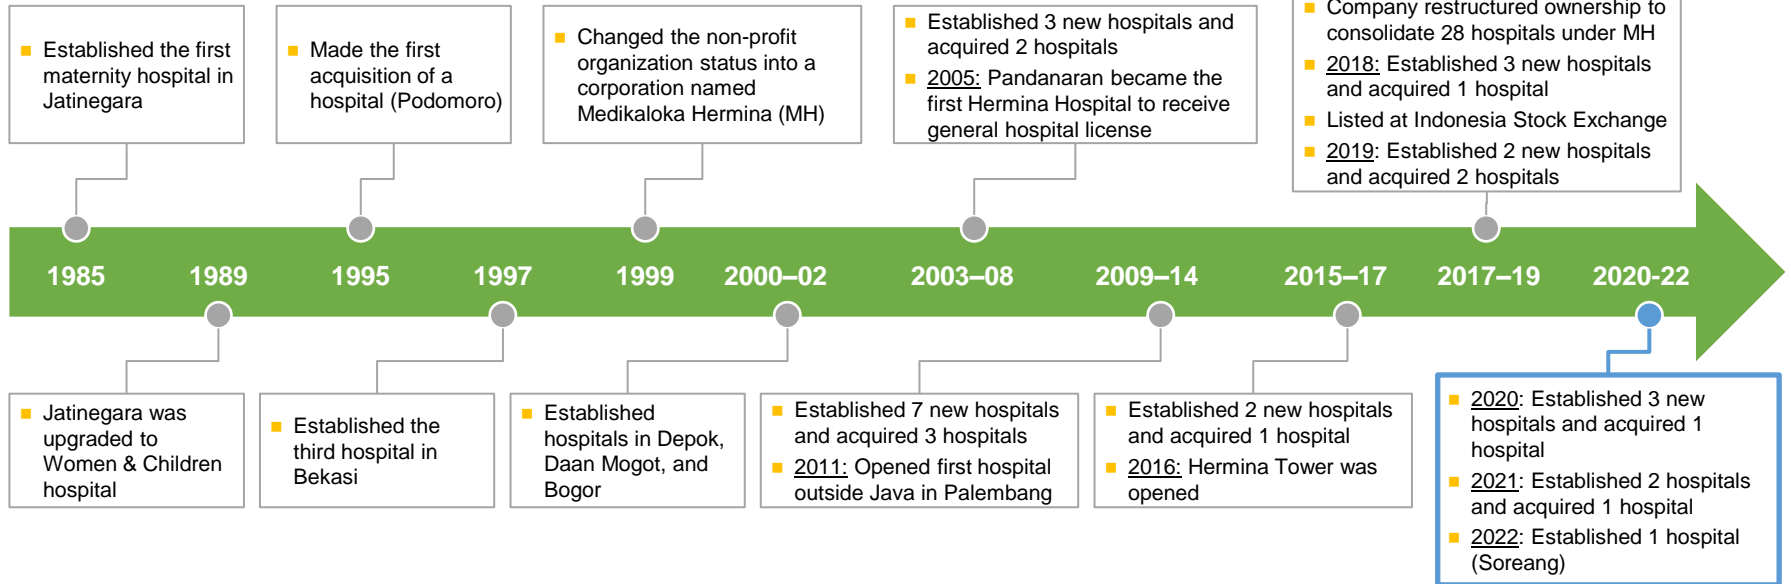 Established the first
maternity hospital in
Jatinegara
Made the first
acquisition of a
hospital (Podomoro)
Changed the non-profit
organization status into a
corporation named
Medikaloka Hermina (MH)
Established 3 new hospitals and
acquired 2 hospitals
2005: Pandanaran became the
first Hermina Hospital to receive
general hospital license
Company restructured ownership to
consolidate 28 hospitals under MH
2018: Established 3 new hospitals
and acquired 1 hospital
Listed at Indonesia Stock Exchange
2019: Established 2 new hospitals
and acquired 2 hospitals
1985 1989 1995 1997 1999 2000–02 2003–08 2009–14 2015–17 2017–19 2020-22
Jatinegara was
upgraded to
Women & Children
hospital
Established the
third hospital in
Bekasi
Established
hospitals in Depok,
Daan Mogot, and
Bogor
Established 7 new hospitals
and acquired 3 hospitals
2011: Opened first hospital
outside Java in Palembang
Established 2 new hospitals
and acquired 1 hospital
2016: Hermina Tower was
opened
2020: Established 3 new
hospitals and acquired 1
hospital
2021: Established 2 hospitals
and acquired 1 hospital
2022: Established 1 hospital
(Soreang)